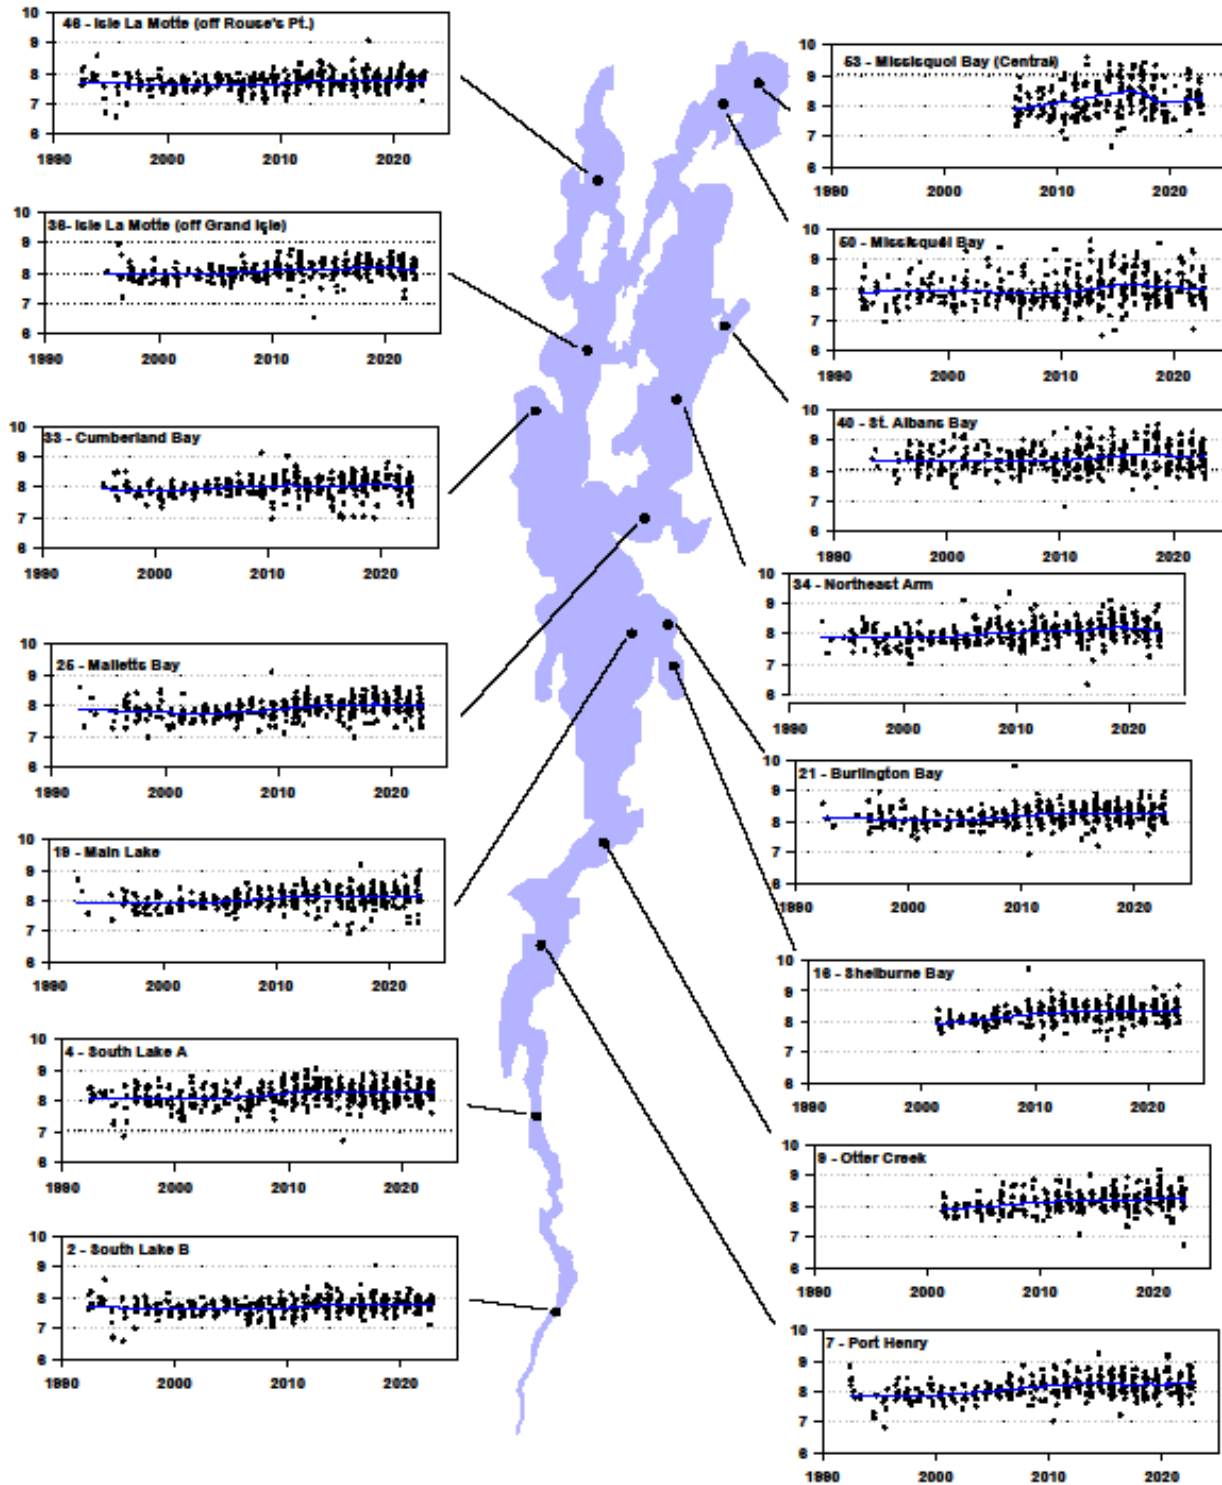 46 - Isle La Motte (off Rouse's Pt.)
10
9
8
7
6
1990 2000 2010 2020
36- Isle La Motte (off Grand Isle)
10
9
8
7
6
1990 2000 2010 2020
33 - Cumberland Bay
10
9
8
7
6
1990 2000 2010 2020
25 - Malletts Bay
10
9
8
7
6
1990 2000 2010 2020
19 - Main Lake
10
9
8
7
6
1990 2000 2010 2020
4 - South Lake A
10
9
8
7
6
1990 2000 2010 2020
2 - South Lake B
10
9
8
7
6
1990 2000 2010 2020
53 - Missisquoi Bay (Central)
10
9
8
7
6
1990 2000 2010 2020
50 - Missisquoi Bay
10
9
8
7
6
1990 2000 2010 2020
40 - St. Albans Bay
10
9
8
7
6
1990 2000 2010 2020
34 - Northeast Arm
10
9
8
7
6
1990 2000 2010 2020
21 - Burlington Bay
10
9
8
7
6
1990 2000 2010 2020
16 - Shelburne Bay
10
9
8
7
6
1990 2000 2010 2020
9 - Otter Creek
10
9
8
7
6
1990 2000 2010 2020
7 - Port Henry
10
9
8
7
6
1990 2000 2010 2020